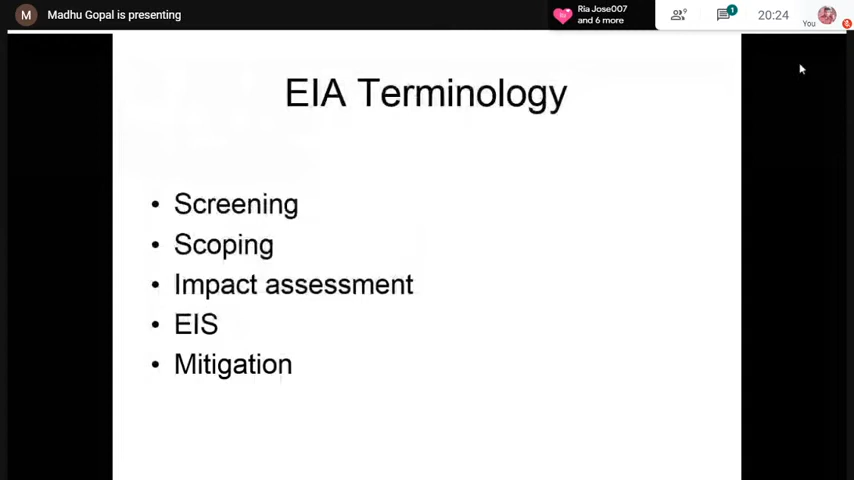 M Madhu Gopal is presenting
Ria Jose007
and 6 more
9
1
20:24
You
EIA Terminology
• Screening
• Scoping
• Impact assessment
• EIS
• Mitigation